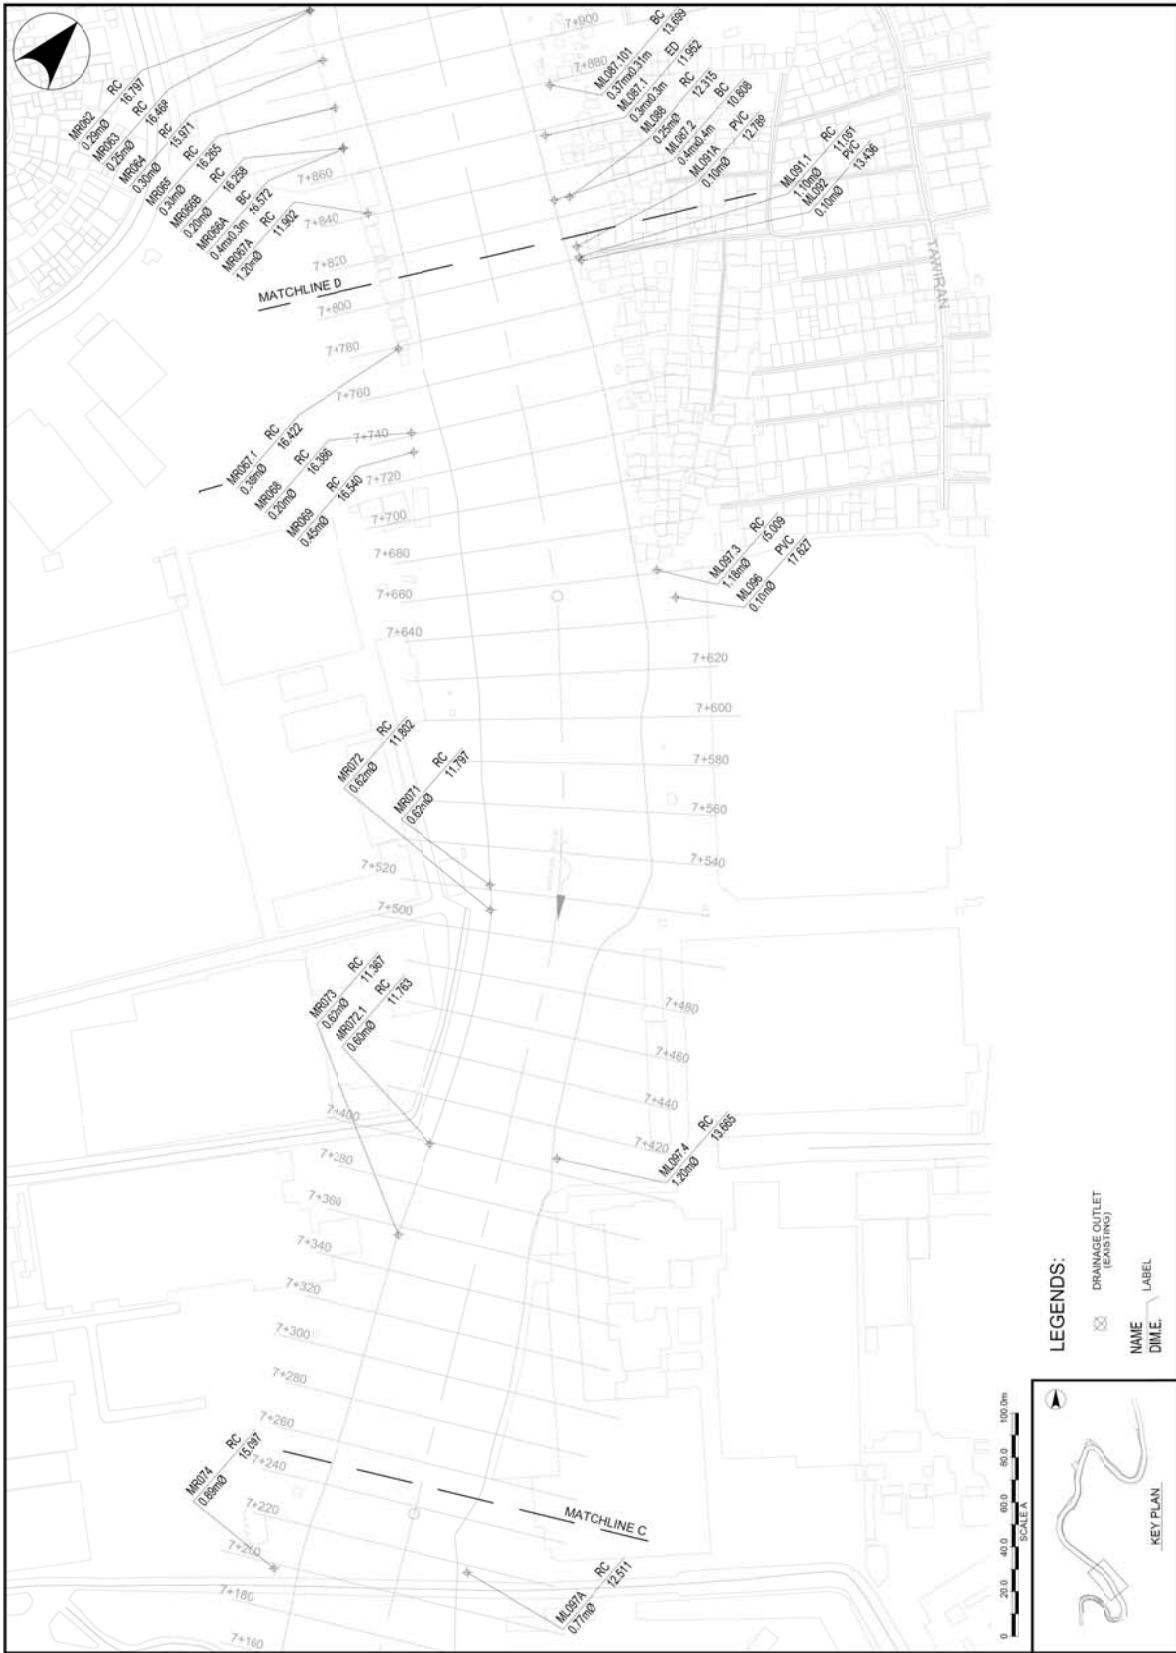 MR062 RC
0.29mØ 16.797
MR063 RC
0.25mØ 16.468
MR064 RC
0.30mØ 15.971
MR065 RC
0.30mØ 16.265
MR066B RC
0.20mØ 16.258
MR066A BC
0.4mx0.3m 16.572
MR067A RC
1.20mØ 11.902
ML087.101 BC
0.37mx0.31m 13.699
ML087.1 ED
0.3mx0.3m 11.952
ML088 RC
0.25mØ 12.315
ML087.2 BC
0.4mx0.4m 10.808
ML091A PVC
0.10mØ 12.789
ML091.1 RC
1.10mØ 11.051
ML092 PVC
0.10mØ 13.436
7+900
7+880
7+860
7+840
7+820
MATCHLINE D
7+800
7+780
7+760
7+740
7+720
7+700
7+680
7+660
7+640
TAWIRAN
MR067.1 RC
0.38mØ 16.422
MR068 RC
0.20mØ 16.386
MR069 RC
0.45mØ 16.540
ML097.3 RC
1.18mØ 15.009
ML096 PVC
0.10mØ 17.627
7+620
7+600
7+580
7+560
7+540
MR072 RC
0.62mØ 11.802
MR071 RC
0.62mØ 11.797
7+520
7+500
MR073 RC
0.62mØ 11.367
MR072.1 RC
0.60mØ 11.763
7+480
7+460
7+440
7+420
7+400
ML097.4 RC
1.20mØ 13.665
7+380
7+360
7+340
7+320
7+300
7+280
7+260
7+240
7+220
7+200
7+180
7+160
MR074 RC
0.89mØ 15.097
MATCHLINE C
ML097A RC
0.77mØ 12.511
LEGENDS:
DRAINAGE OUTLET
(EXISTING)
NAME
DIM.E.
LABEL
0 20.0 40.0 60.0 80.0 100.0m
SCALE A
KEY PLAN